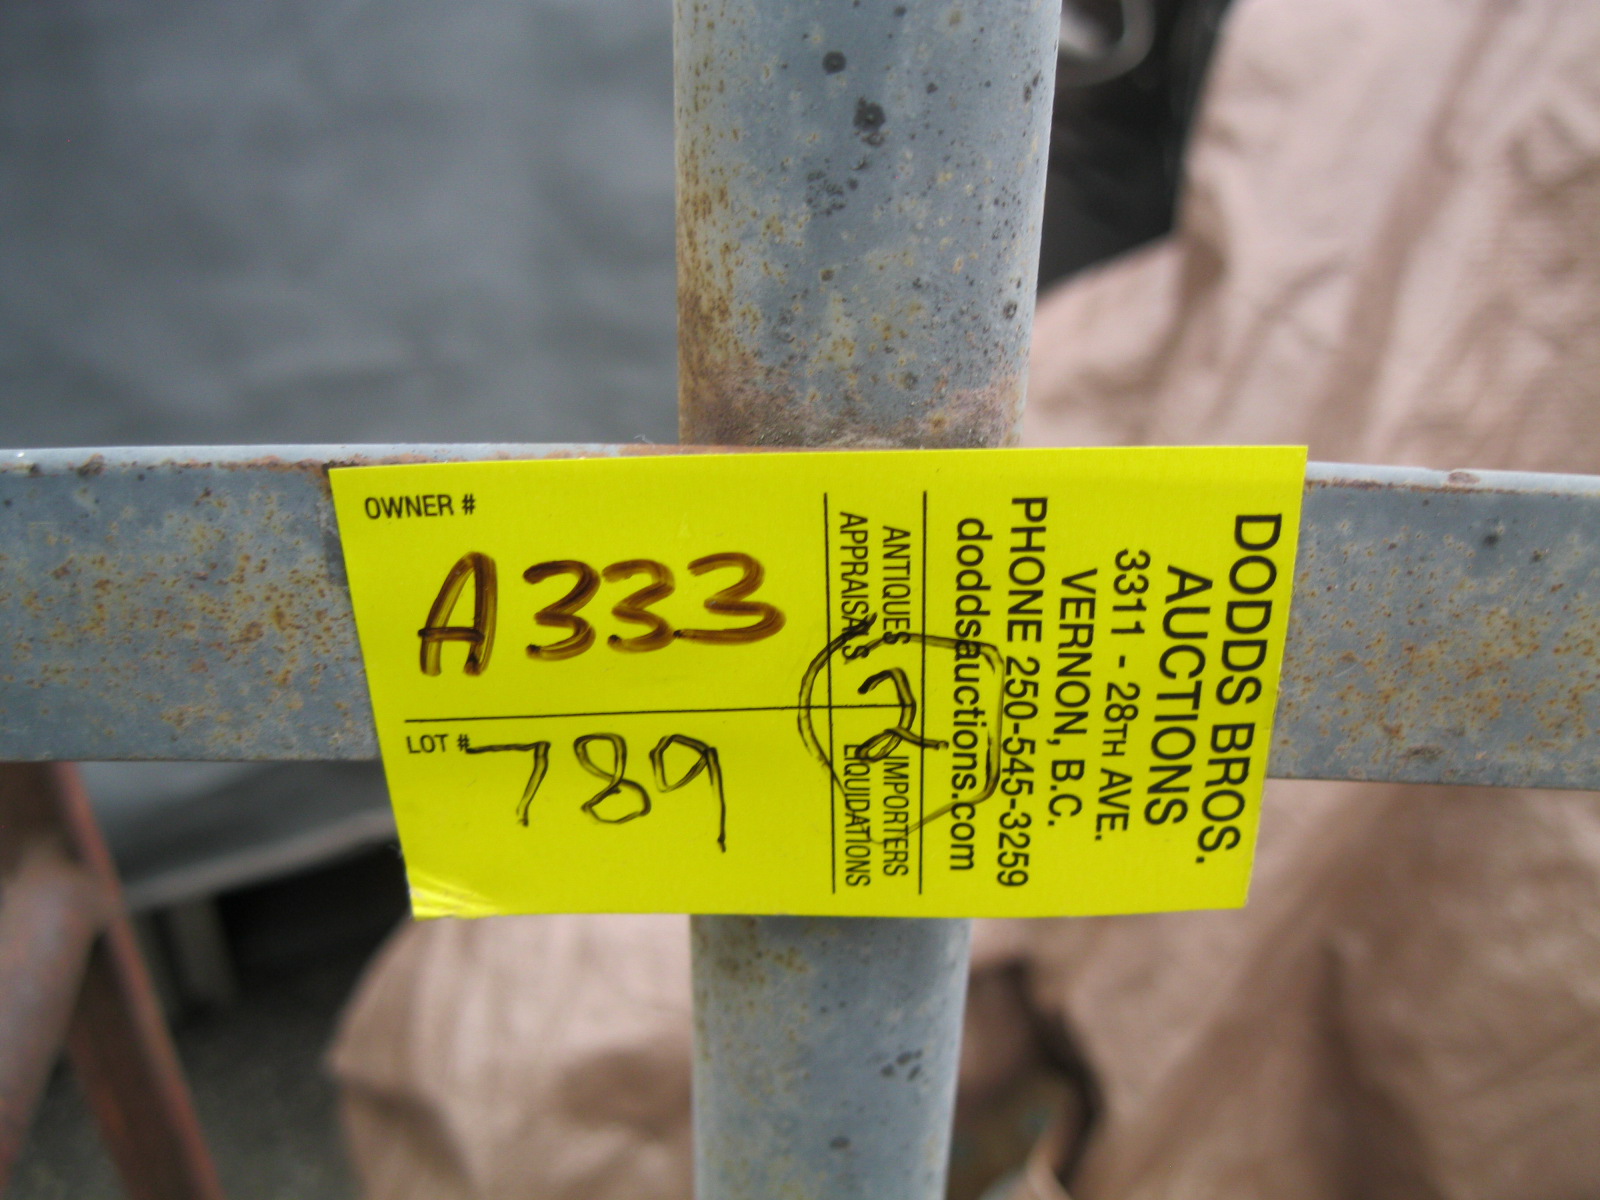 OWNER #
A333
LOT #
789
DODDS BROS.
AUCTIONS
3311 - 28TH AVE.
VERNON, B.C.
PHONE 250-545-3259
doddsauctions.com
ANTIQUES IMPORTERS
APPRAISALS LIQUIDATIONS